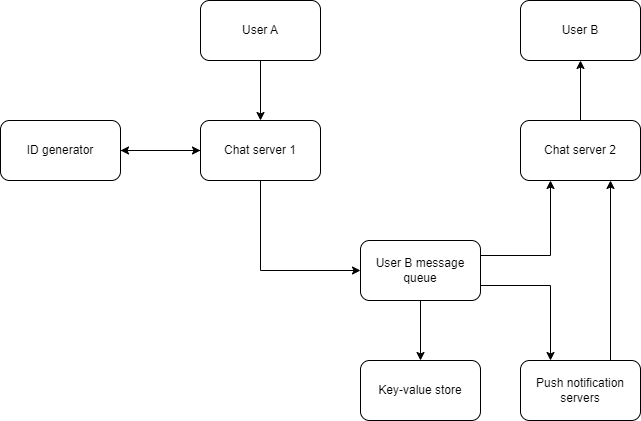 User A
User B
ID generator
Chat server 1
Chat server 2
User B message
queue
Key-value store
Push notification
servers